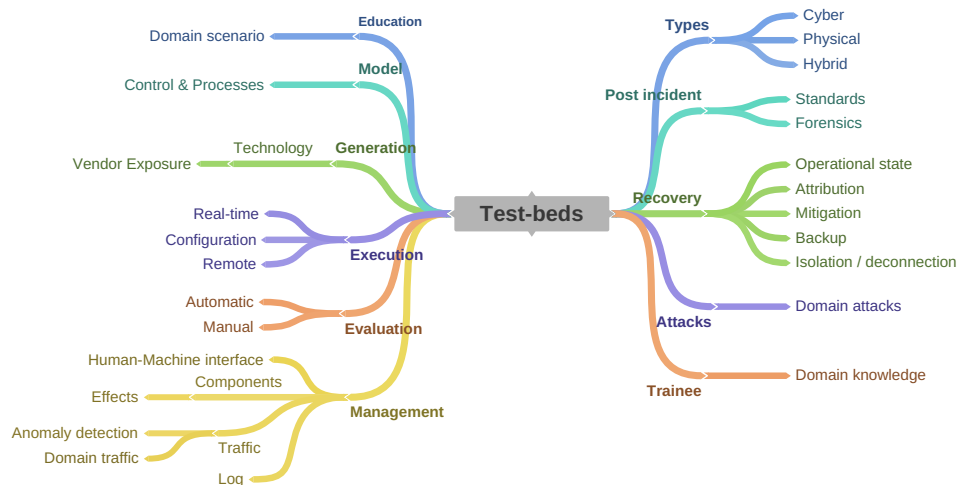 Education
Domain scenario
Model
Control & Processes
Generation
Technology
Vendor Exposure
Execution
Real-time
Configuration
Remote
Evaluation
Automatic
Manual
Management
Human-Machine interface
Components
Effects
Traffic
Anomaly detection
Domain traffic
Log
Test-beds
Types
Cyber
Physical
Hybrid
Post incident
Standards
Forensics
Recovery
Operational state
Attribution
Mitigation
Backup
Isolation / deconnection
Attacks
Domain attacks
Trainee
Domain knowledge